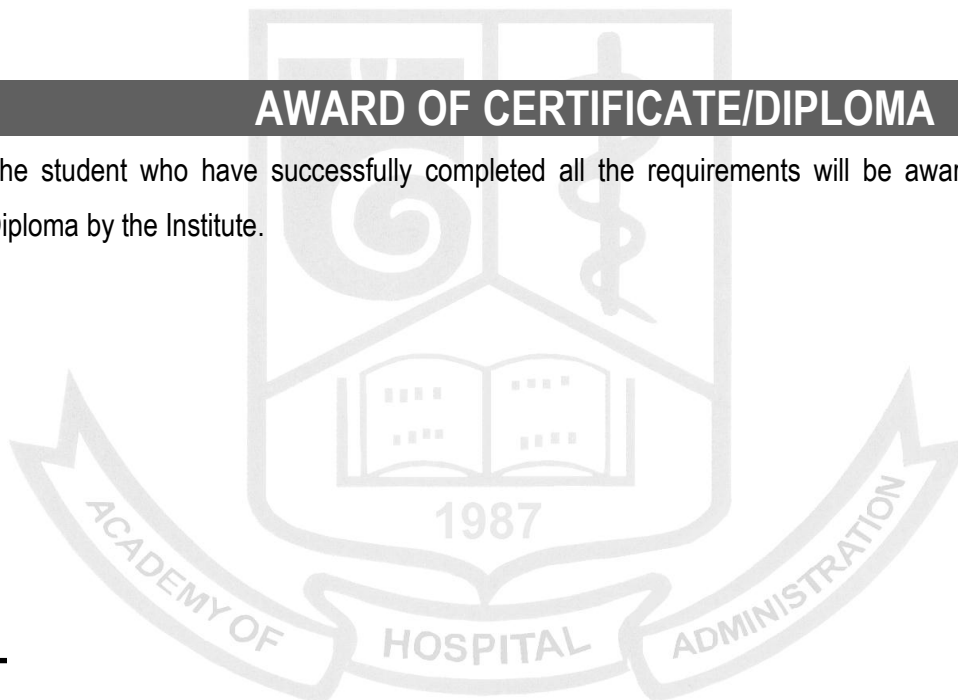 AWARD OF CERTIFICATE/DIPLOMA
he student who have successfully completed all the requirements will be awar
iploma by the Institute.
1987
ACADEMY OF HOSPITAL ADMINISTRATION